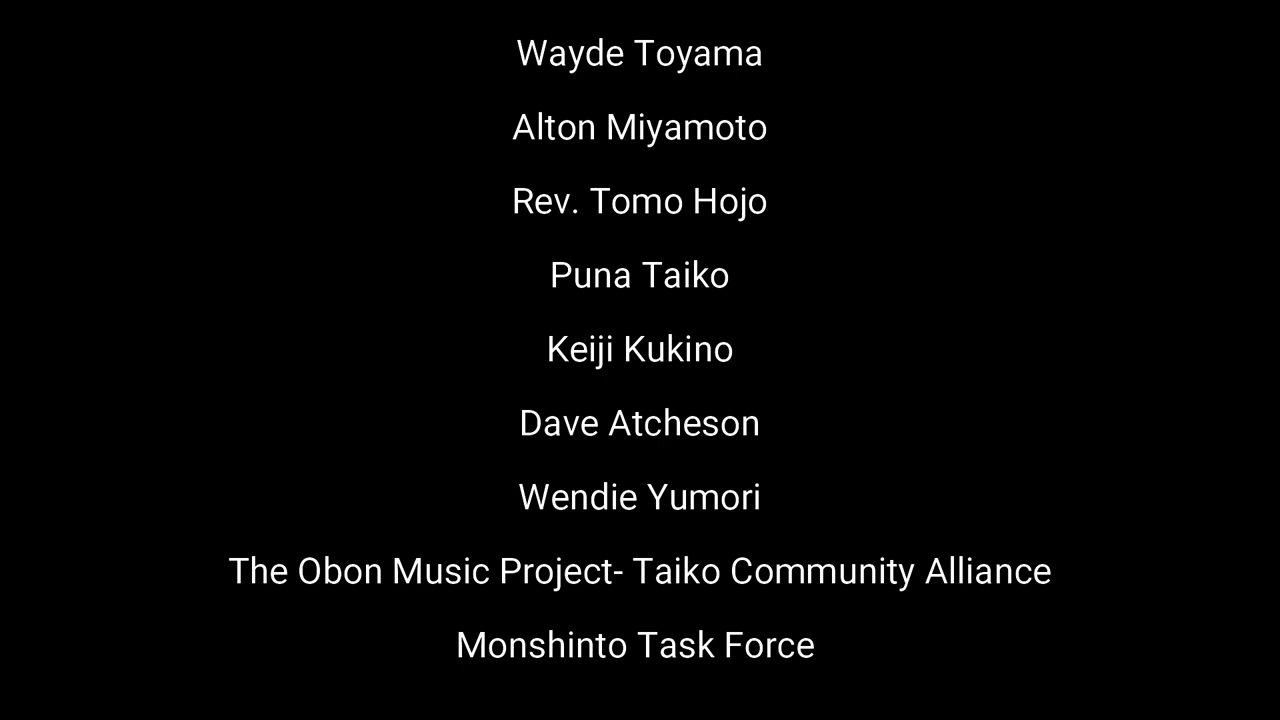 Wayde Toyama
Alton Miyamoto
Rev. Tomo Hojo
Puna Taiko
Keiji Kukino
Dave Atcheson
Wendie Yumori
The Obon Music Project- Taiko Community Alliance
Monshinto Task Force